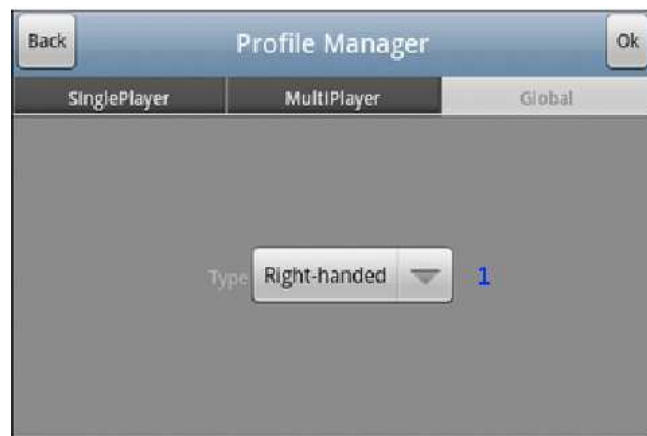 Back Profile Manager Ok
SinglePlayer MultiPlayer Global
Type Right-handed 1